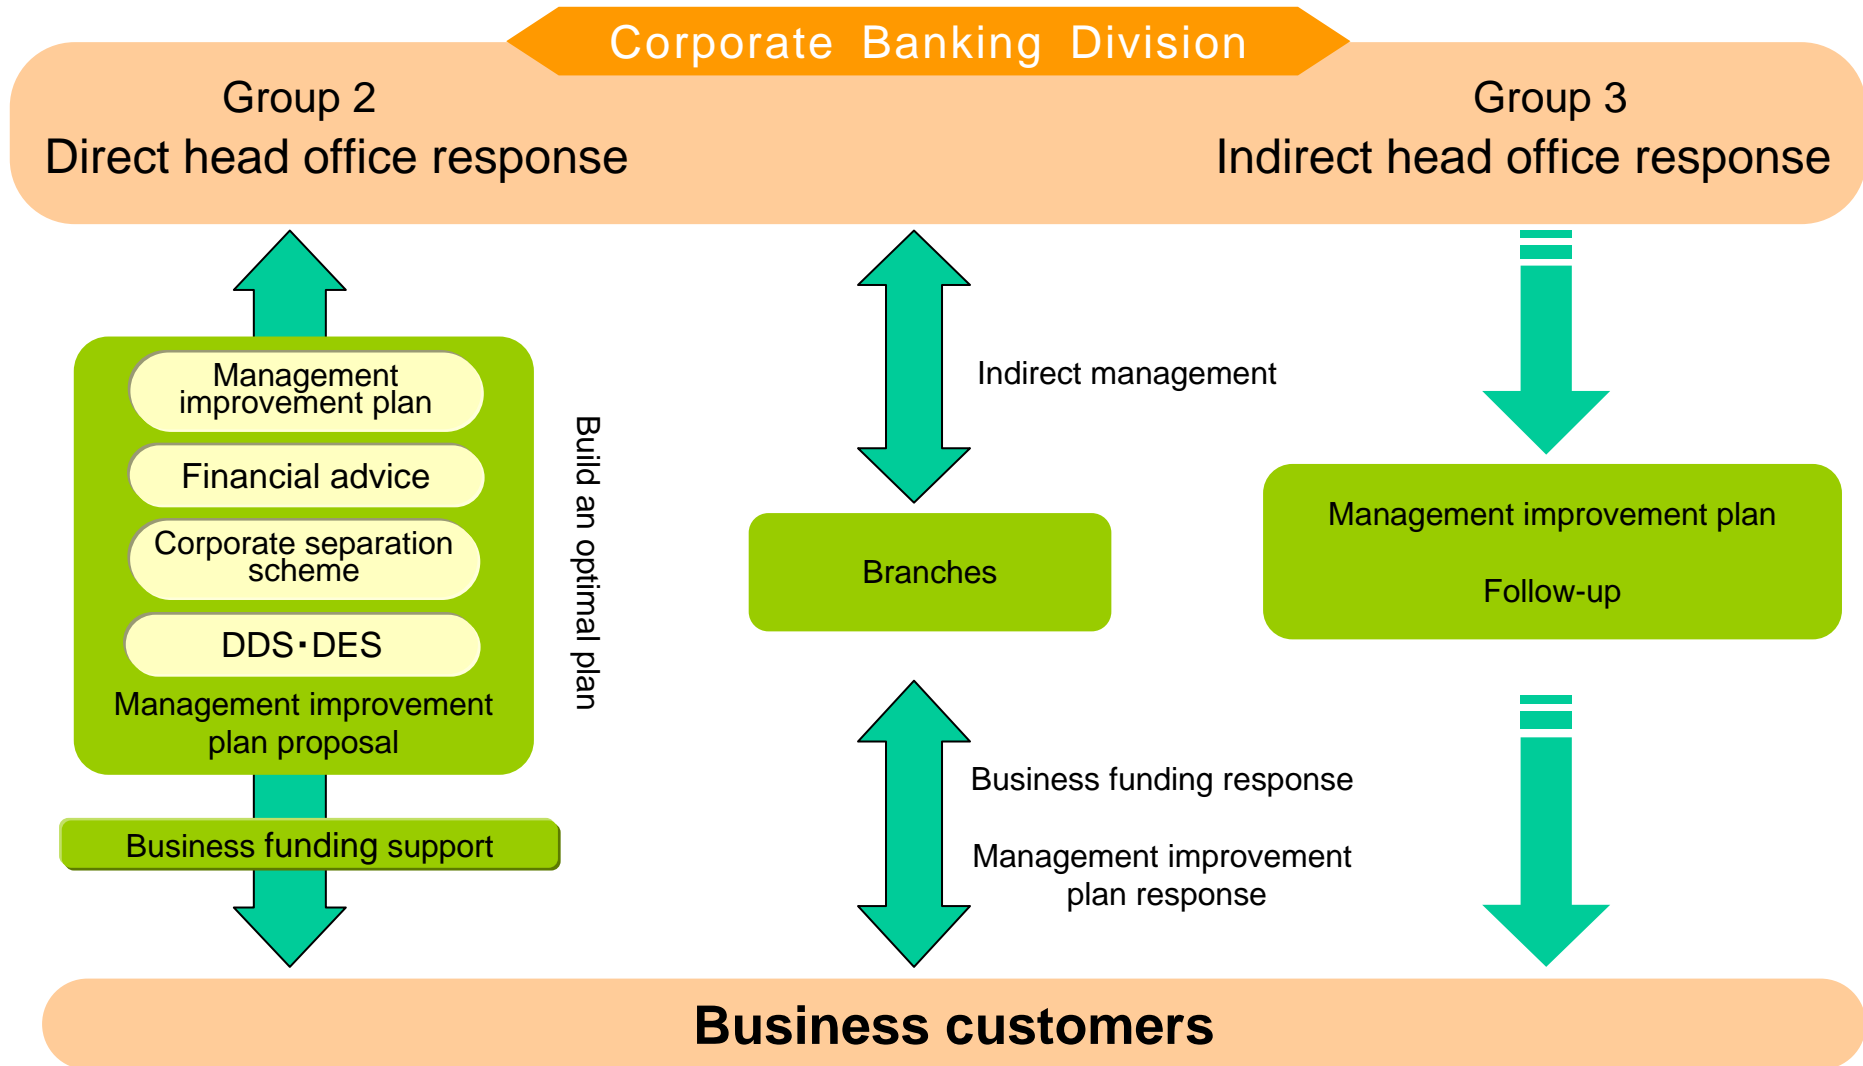 Corporate Banking Division
Group 2
Direct head office response
Group 3
Indirect head office response
Management
improvement plan
Financial advice
Corporate separation
scheme
DDS･DES
Management improvement
plan proposal
Build an optimal plan
Business funding support
Indirect management
Branches
Business funding response
Management improvement
plan response
Management improvement plan
Follow-up
Business customers